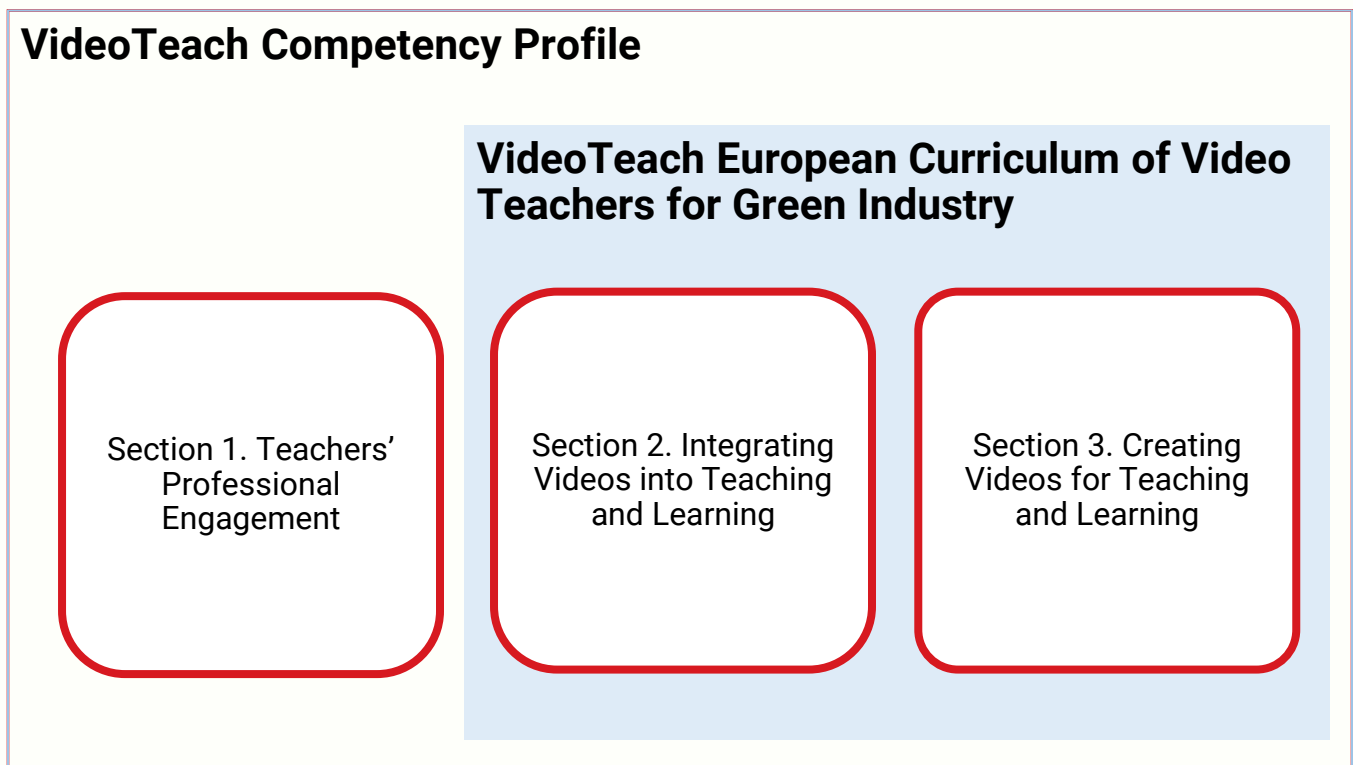 VideoTeach Competency Profile
VideoTeach European Curriculum of Video
Teachers for Green Industry
Section 1. Teachers’
Professional
Engagement
Section 2. Integrating
Videos into Teaching
and Learning
Section 3. Creating
Videos for Teaching
and Learning